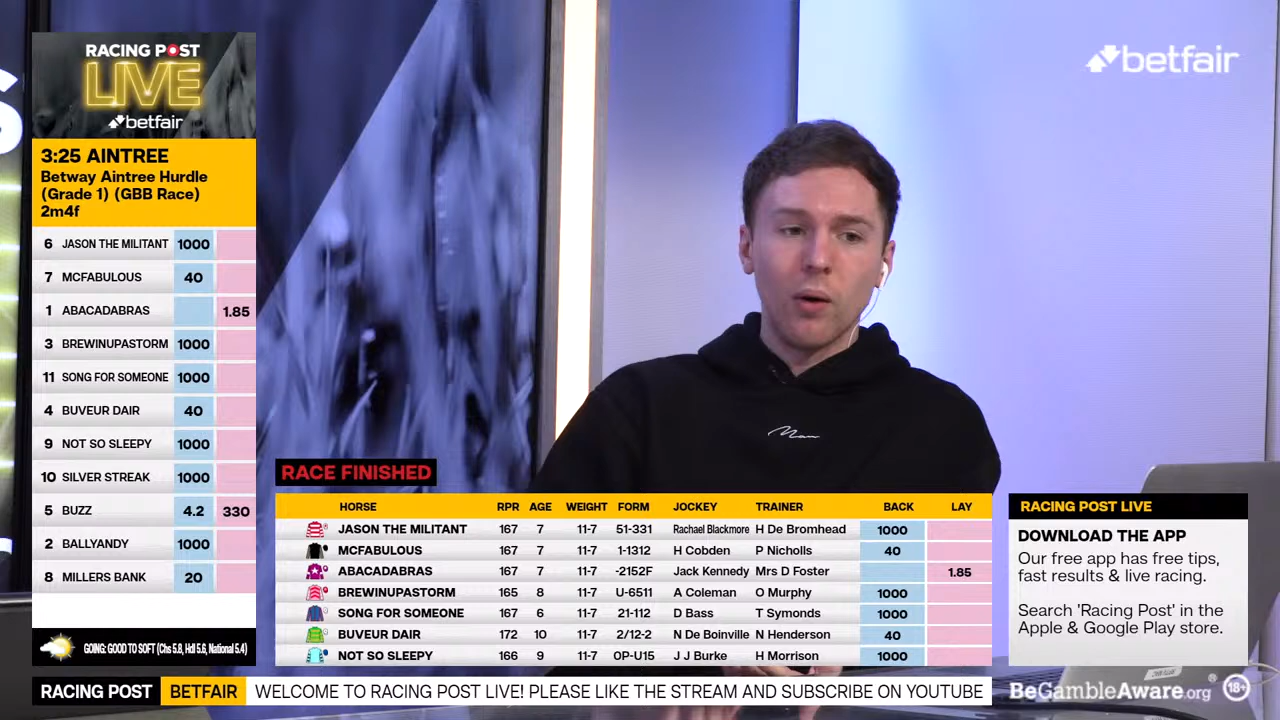 RACING POST
LIVE
betfair
betfair
S
3:25 AINTREE
Betway Aintree Hurdle
(Grade 1) (GBB Race)
2m4f
6 JASON THE MILITANT 1000
7 MCFABULOUS 40
1 ABACADABRAS 1.85
3 BREWINUPASTORM 1000
11 SONG FOR SOMEONE 1000
4 BUVEUR DAIR 40
9 NOT SO SLEEPY 1000
10 SILVER STREAK 1000
5 BUZZ 4.2 330
2 BALLYANDY 1000
8 MILLERS BANK 20
GOING: GOOD TO SOFT (Chs 5.8, Hdl 5.6, National 5.4)
Man
RACE FINISHED
HORSE RPR AGE WEIGHT FORM JOCKEY TRAINER BACK LAY
JASON THE MILITANT 167 7 11-7 51-331 Rachael Blackmore H De Bromhead 1000
MCFABULOUS 167 7 11-7 1-1312 H Cobden P Nicholls 40
ABACADABRAS 167 7 11-7 -2152F Jack Kennedy Mrs D Foster 1.85
BREWINUPASTORM 165 8 11-7 U-6511 A Coleman O Murphy 1000
SONG FOR SOMEONE 167 6 11-7 21-112 D Bass T Symonds 1000
BUVEUR DAIR 172 10 11-7 2/12-2 N De Boinville N Henderson 40
NOT SO SLEEPY 166 9 11-7 OP-U15 J J Burke H Morrison 1000
RACING POST LIVE
DOWNLOAD THE APP
Our free app has free tips,
fast results & live racing.
Search 'Racing Post' in the
Apple & Google Play store.
RACING POST BETFAIR WELCOME TO RACING POST LIVE! PLEASE LIKE THE STREAM AND SUBSCRIBE ON YOUTUBE
BeGambleAware.org 18+